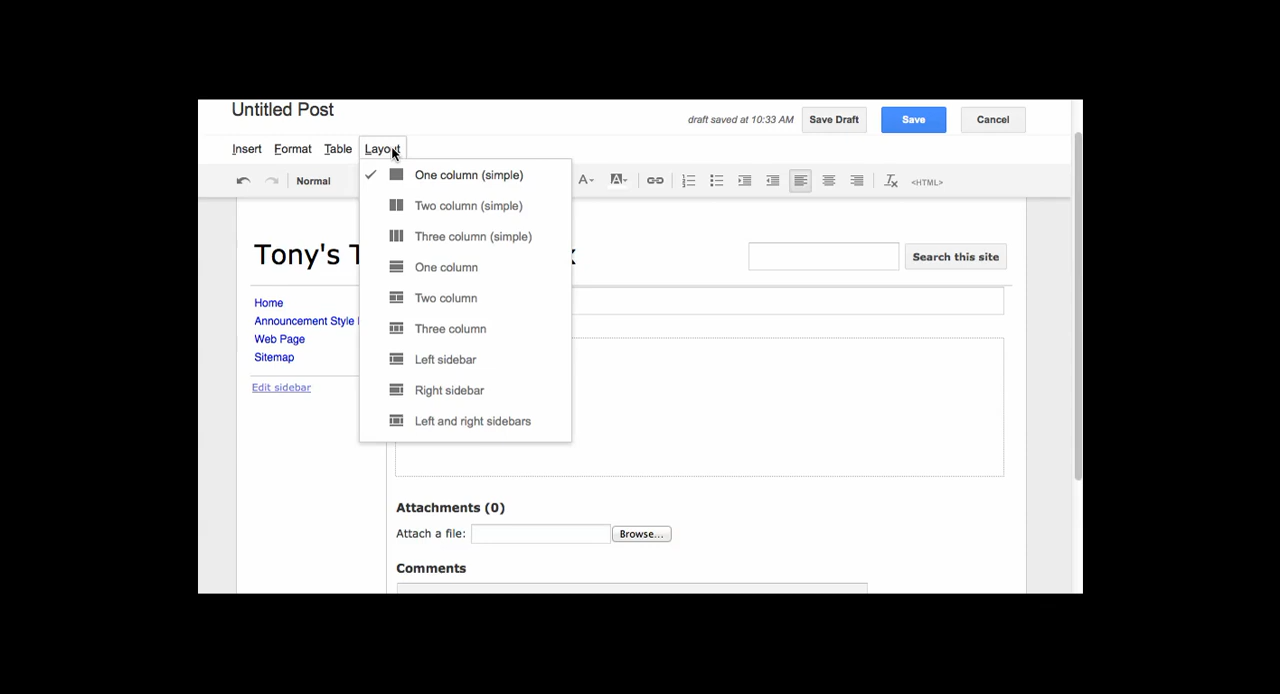 Untitled Post
draft saved at 10:33 AM Save Draft Save Cancel
Insert Format Table Layout
Normal <HTML>
One column (simple)
Two column (simple)
Three column (simple)
One column
Two column
Three column
Left sidebar
Right sidebar
Left and right sidebars
Tony's
Search this site
Home
Announcement Style
Web Page
Sitemap
Edit sidebar
Attachments (0)
Attach a file: Browse...
Comments